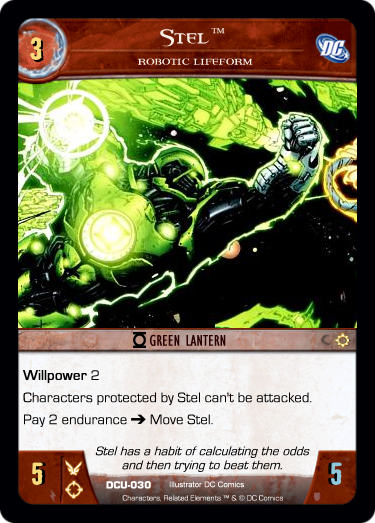 3
STEL™
DC
ROBOTIC LIFEFORM
GREEN LANTERN
Willpower 2
Characters protected by Stel can't be attacked.
Pay 2 endurance ➔ Move Stel.
Stel has a habit of calculating the odds
and then trying to beat them.
5
5
DCU-030 Illustrator DC Comics
Characters, Related Elements ™ & © DC Comics